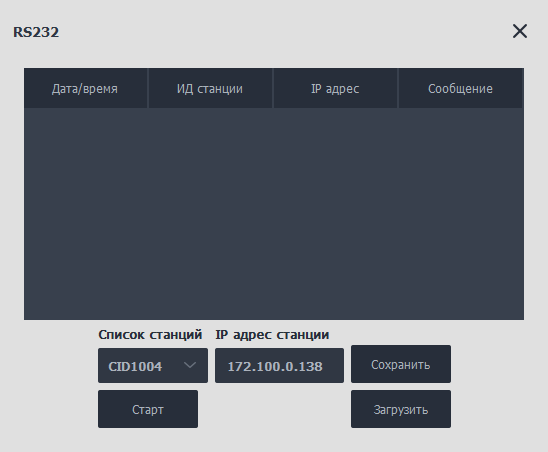 RS232
Дата/время ИД станции IP адрес Сообщение
Список станций IP адрес станции
CID1004 172.100.0.138 Сохранить
Старт Загрузить